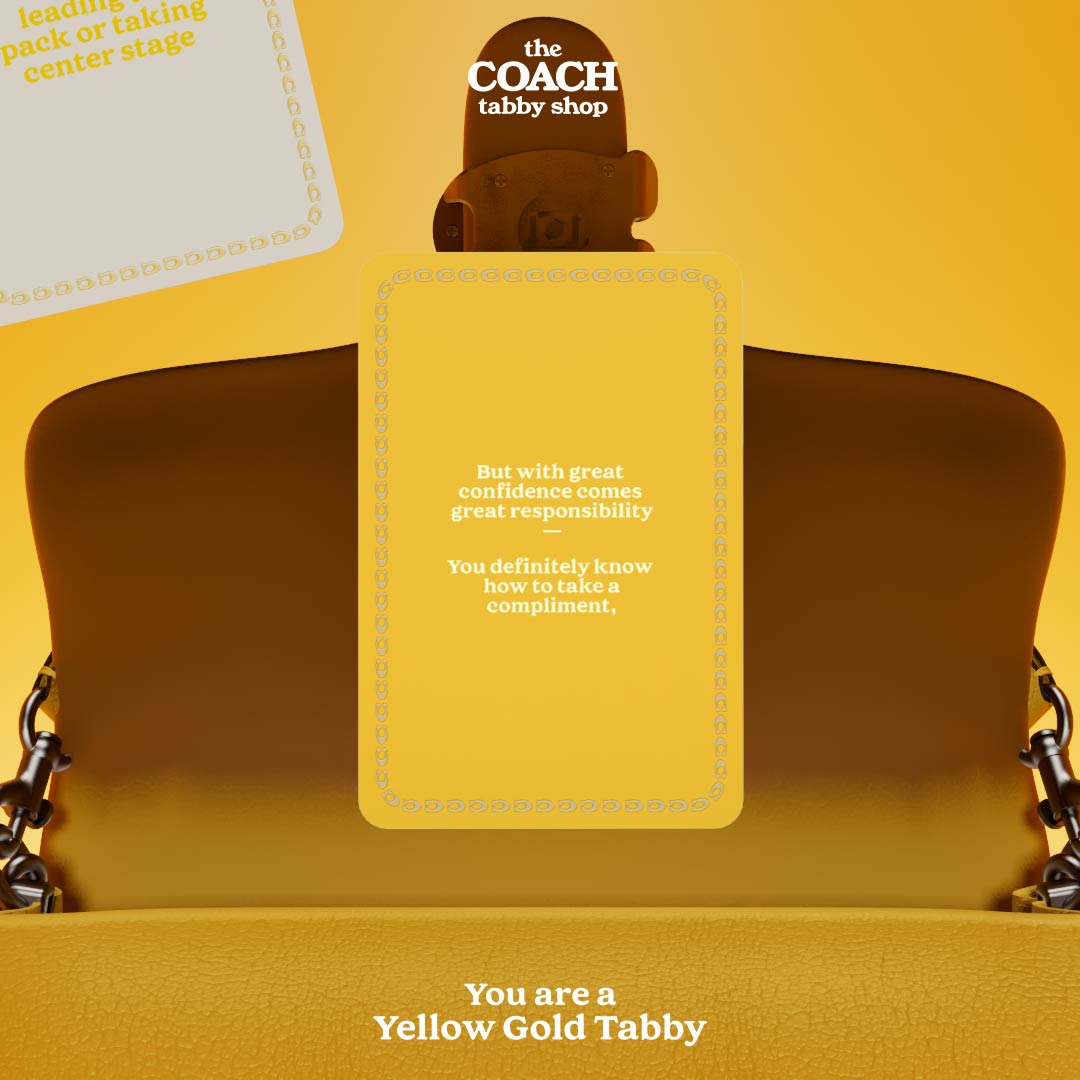 leading
pack or taking
center stage
the
COACH
tabby shop
But with great
confidence comes
great responsibility
—
You definitely know
how to take a
compliment,
You are a
Yellow Gold Tabby